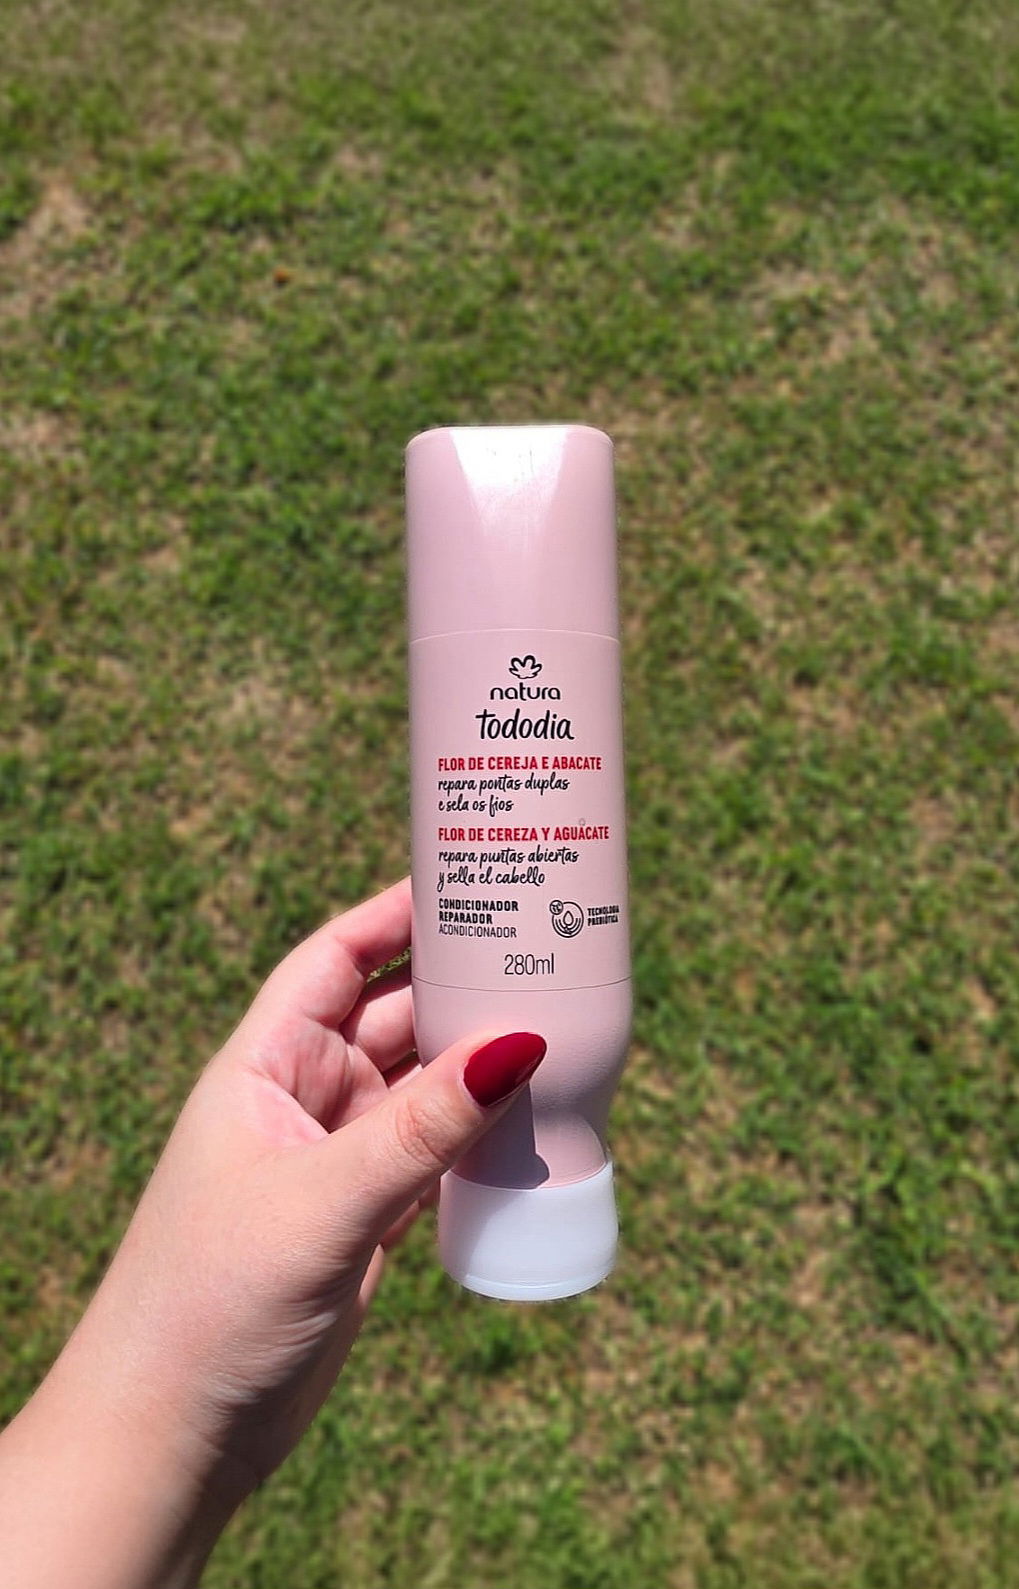 natura
tododia
FLOR DE CEREJA E ABACATE
repara pontas duplas
e sela os fios
FLOR DE CEREZA Y AGUACATE
repara puntas abiertas
y sella el cabello
CONDICIONADOR
REPARADOR
ACONDICIONADOR
TECNOLOGIA
PREBIÓTICA
280ml